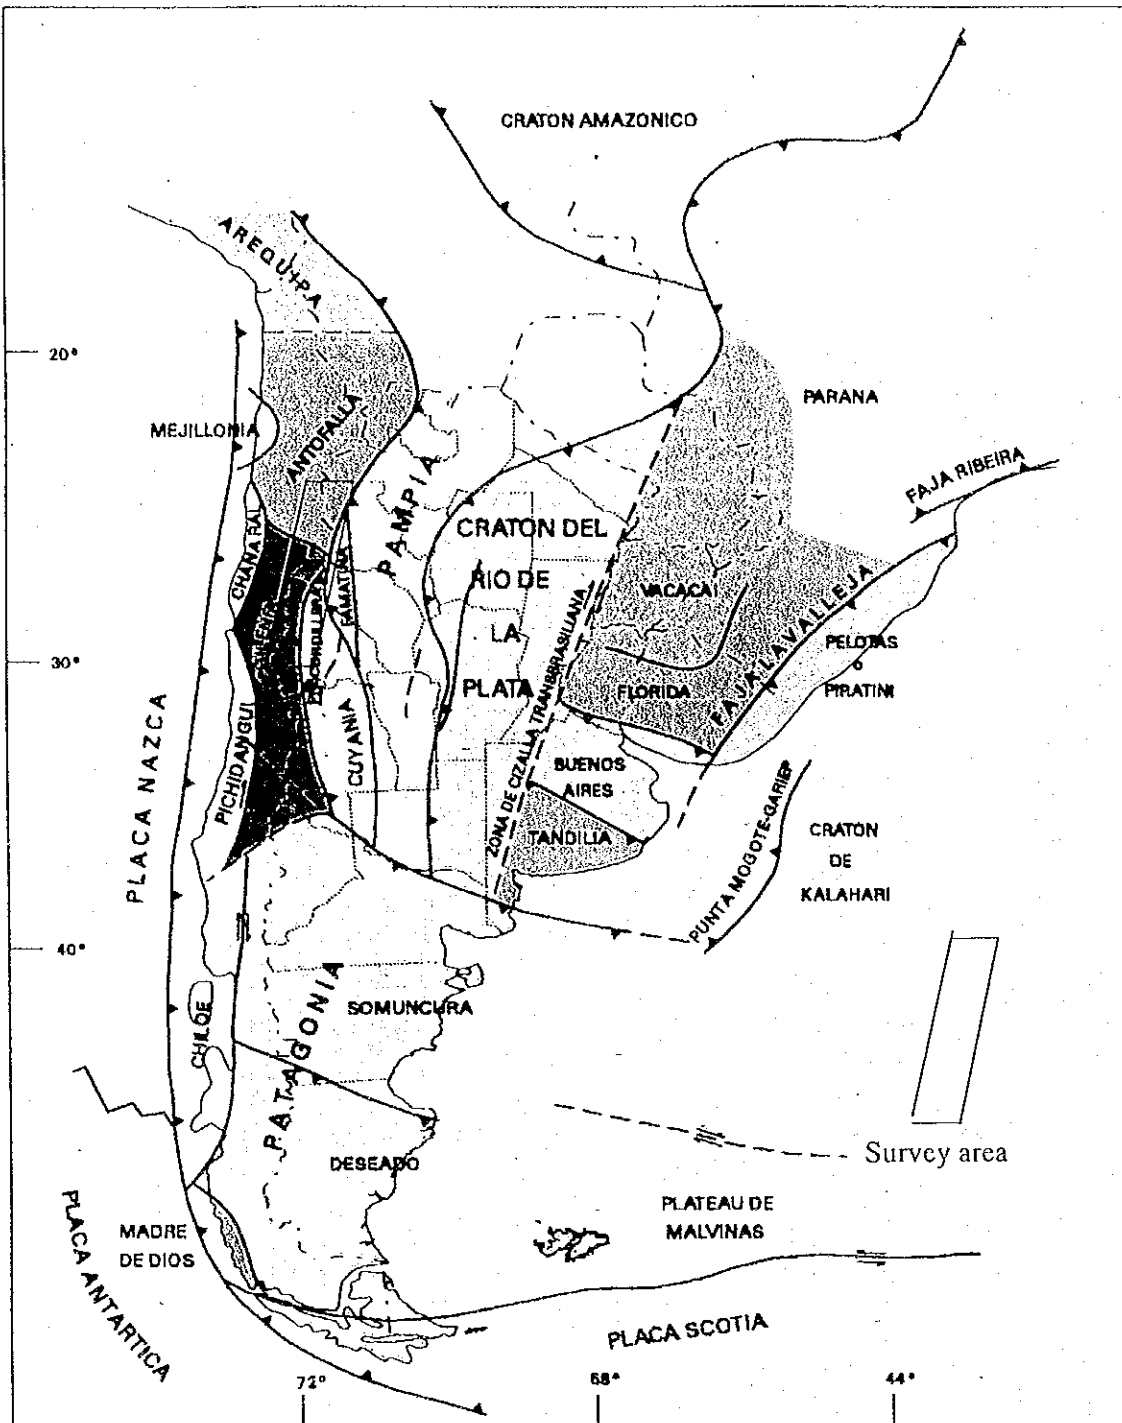 CRATON AMAZONICO
AREQUIPA
20°
PARANA
MEJILLONIA
ANTOFALLA
PAMPIA
FAJA RIBEIRA
CRATON DEL
RIO DE
LA
PLATA
CHAÑARAL
FAMATINA
VACACAI
ZONA DE CIZALLA TRANSBRASILIANA
FAJA LAVALLEJA
30°
PELOTAS
PIRATINI
FLORIDA
PLACA NAZCA
PICHIDANGUI
CUYANIA
BUENOS
AIRES
TANDILIA
PUNTA MOGOTE-GARIEP
CRATON
DE
KALAHARI
40°
PATAGONIA
SOMUNCURA
CHILOE
Survey area
DESEADO
PLACA ANTARTICA
MADRE
DE DIOS
PLATEAU DE
MALVINAS
PLACA SCOTIA
72°
44°